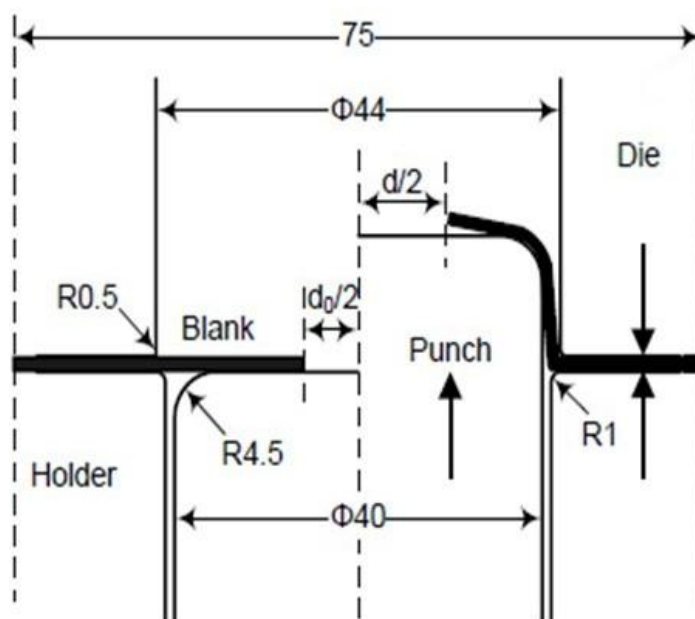 75
Φ44
Die
d/2
R0.5
Blank
d₀/2
Punch
R4.5
R1
Holder
Φ40